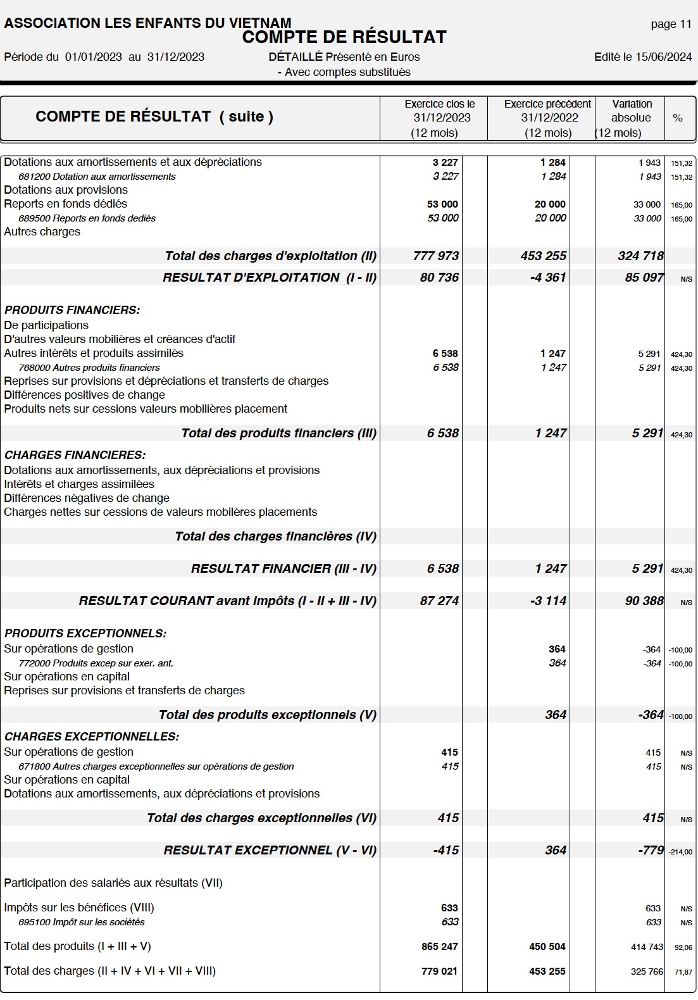 ASSOCIATION LES ENFANTS DU VIETNAM
COMPTE DE RÉSULTAT
page 11
Période du 01/01/2023 au 31/12/2023 DÉTAILLÉ Présenté en Euros Edité le 15/06/2024
- Avec comptes substitués
COMPTE DE RÉSULTAT ( suite )
Exercice clos le Exercice précédent Variation
31/12/2023 31/12/2022 absolue %
(12 mois) (12 mois) (12 mois)
Dotations aux amortissements et aux dépréciations 3 227 1 284 1 943 151,32
681200 Dotation aux amortissements 3 227 1 284 1 943 151,32
Dotations aux provisions
Reports en fonds dédiés 53 000 20 000 33 000 165,00
689500 Reports en fonds dediés 53 000 20 000 33 000 165,00
Autres charges
Total des charges d'exploitation (II) 777 973 453 255 324 718
RESULTAT D'EXPLOITATION (I - II) 80 736 -4 361 85 097 N/S
PRODUITS FINANCIERS:
De participations
D'autres valeurs mobilières et créances d'actif
Autres intérêts et produits assimilés 6 538 1 247 5 291 424,30
768000 Autres produits financiers 6 538 1 247 5 291 424,30
Reprises sur provisions et dépréciations et transferts de charges
Différences positives de change
Produits nets sur cessions valeurs mobilières placement
Total des produits financiers (III) 6 538 1 247 5 291 424,30
CHARGES FINANCIERES:
Dotations aux amortissements, aux dépréciations et provisions
Intérêts et charges assimilées
Différences négatives de change
Charges nettes sur cessions de valeurs mobilères placements
Total des charges financières (IV)
RESULTAT FINANCIER (III - IV) 6 538 1 247 5 291 424,30
RESULTAT COURANT avant impôts (I - II + III - IV) 87 274 -3 114 90 388 N/S
PRODUITS EXCEPTIONNELS:
Sur opérations de gestion 364 -364 -100,00
772000 Produits excep sur exer. ant. 364 -364 -100,00
Sur opérations en capital
Reprises sur provisions et transferts de charges
Total des produits exceptionnels (V) 364 -364 -100,00
CHARGES EXCEPTIONNELLES:
Sur opérations de gestion 415 415 N/S
671800 Autres charges exceptionnelles sur opérations de gestion 415 415 N/S
Sur opérations en capital
Dotations aux amortissements, aux dépréciations et provisions
Total des charges exceptionnelles (VI) 415 415 N/S
RESULTAT EXCEPTIONNEL (V - VI) -415 364 -779 -214,00
Participation des salariés aux résultats (VII)
Impôts sur les bénéfices (VIII) 633 633 N/S
695100 Impôt sur les sociétés 633 633 N/S
Total des produits (I + III + V) 865 247 450 504 414 743 92,06
Total des charges (II + IV + VI + VII + VIII) 779 021 453 255 325 766 71,87